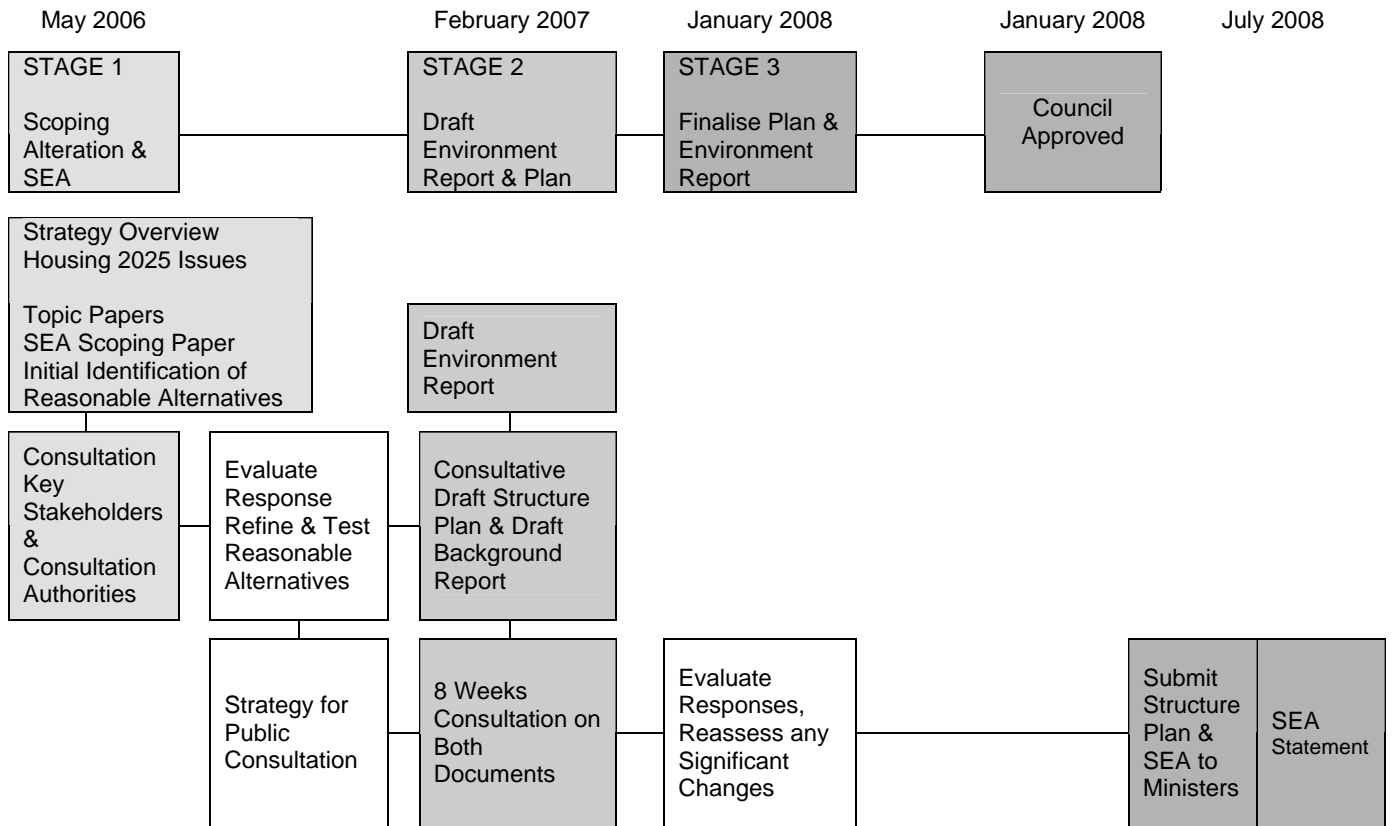 May 2006
February 2007
January 2008
January 2008
July 2008
STAGE 1
Scoping
Alteration &
SEA
STAGE 2
Draft
Environment
Report & Plan
STAGE 3
Finalise Plan &
Environment
Report
Council
Approved
Strategy Overview
Housing 2025 Issues
Topic Papers
SEA Scoping Paper
Initial Identification of
Reasonable Alternatives
Draft
Environment
Report
Consultation
Key
Stakeholders
&
Consultation
Authorities
Evaluate
Response
Refine & Test
Reasonable
Alternatives
Consultative
Draft Structure
Plan & Draft
Background
Report
Strategy for
Public
Consultation
8 Weeks
Consultation on
Both
Documents
Evaluate
Responses,
Reassess any
Significant
Changes
Submit
Structure
Plan &
SEA to
Ministers
SEA
Statement